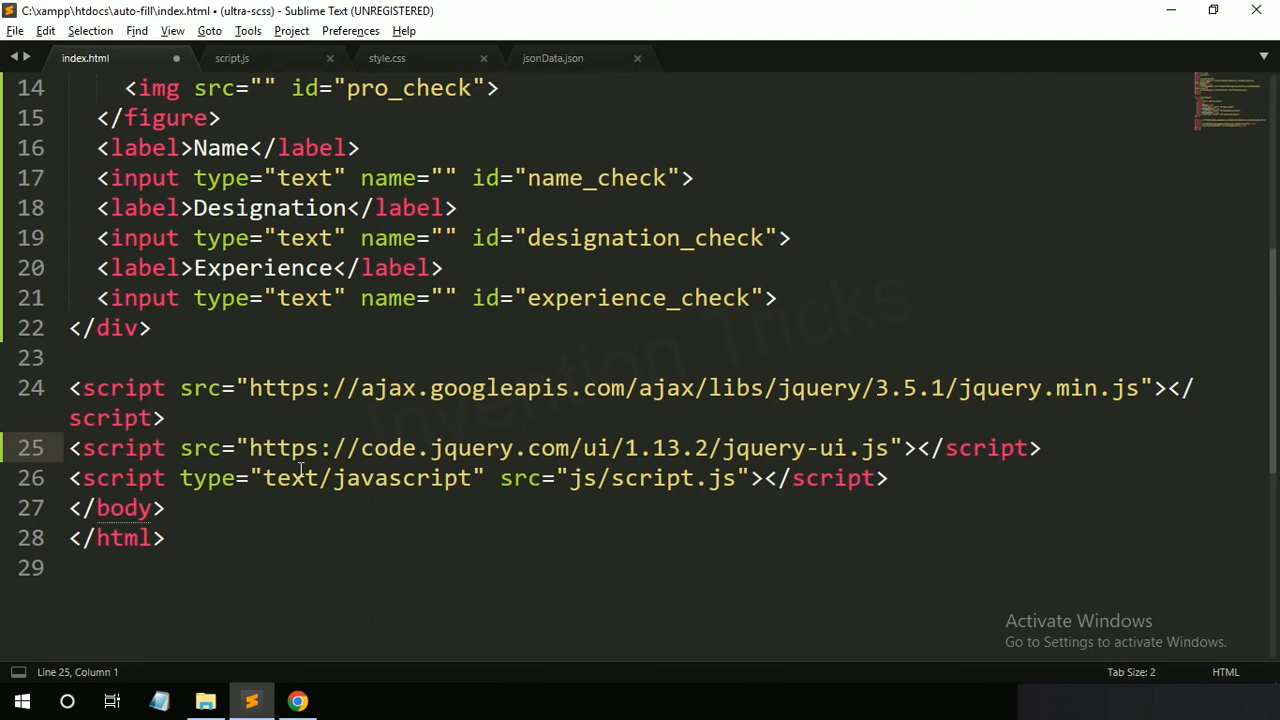 C:\xampp\htdocs\auto-fill\index.html • (ultra-scss) - Sublime Text (UNREGISTERED)
File Edit Selection Find View Goto Tools Project Preferences Help
index.html script.js style.css jsonData.json
14 <img src="" id="pro_check">
15 </figure>
16 <label>Name</label>
17 <input type="text" name="" id="name_check">
18 <label>Designation</label>
19 <input type="text" name="" id="designation_check">
20 <label>Experience</label>
21 <input type="text" name="" id="experience_check">
22 </div>
23
24 <script src="https://ajax.googleapis.com/ajax/libs/jquery/3.5.1/jquery.min.js"></
script>
25 <script src="https://code.jquery.com/ui/1.13.2/jquery-ui.js"></script>
26 <script type="text/javascript" src="js/script.js"></script>
27 </body>
28 </html>
29
Invention Tricks
Activate Windows
Go to Settings to activate Windows.
Line 25, Column 1 Tab Size: 2 HTML